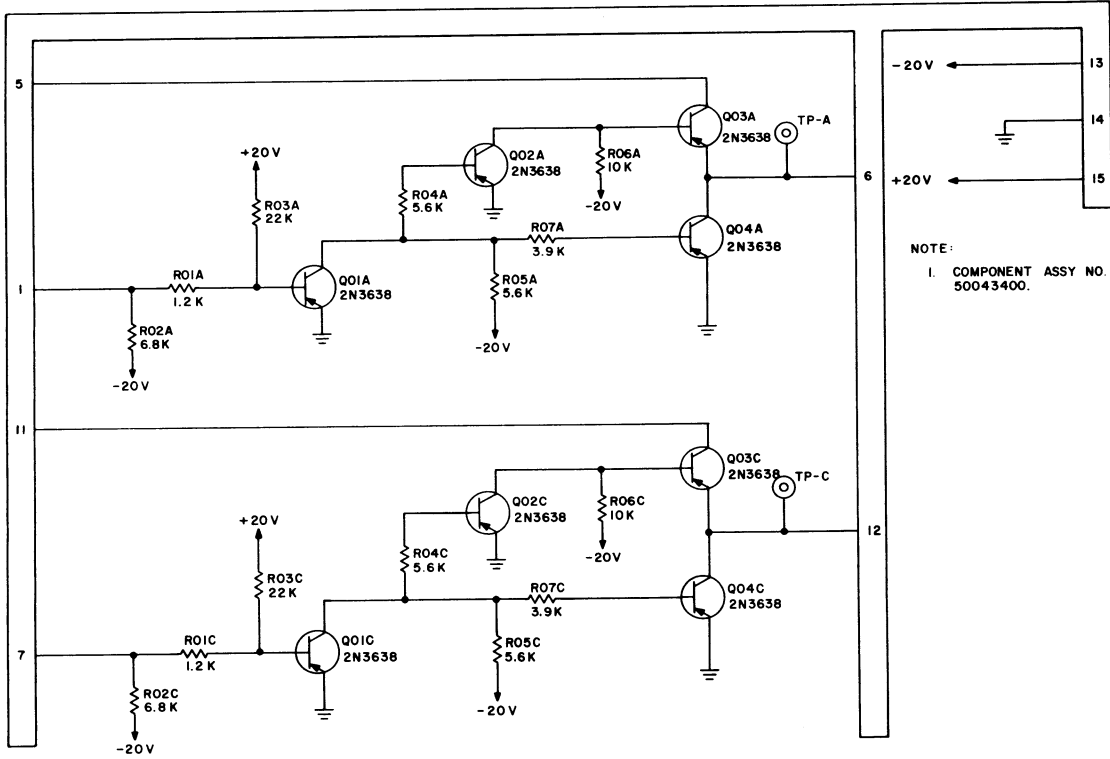 5
+20V
R03A
22K
R01A
1.2K
1
R02A
6.8K
-20V
Q01A
2N3638
R04A
5.6K
Q02A
2N3638
R06A
10K
-20V
R07A
3.9K
R05A
5.6K
-20V
Q03A
2N3638
TP-A
6
Q04A
2N3638
-20V
13
14
+20V
15
NOTE:
1. COMPONENT ASSY NO.
50043400.
11
+20V
R03C
22K
R01C
1.2K
7
R02C
6.8K
-20V
Q01C
2N3638
R04C
5.6K
Q02C
2N3638
R06C
10K
-20V
R07C
3.9K
R05C
5.6K
-20V
Q03C
2N3638
TP-C
12
Q04C
2N3638